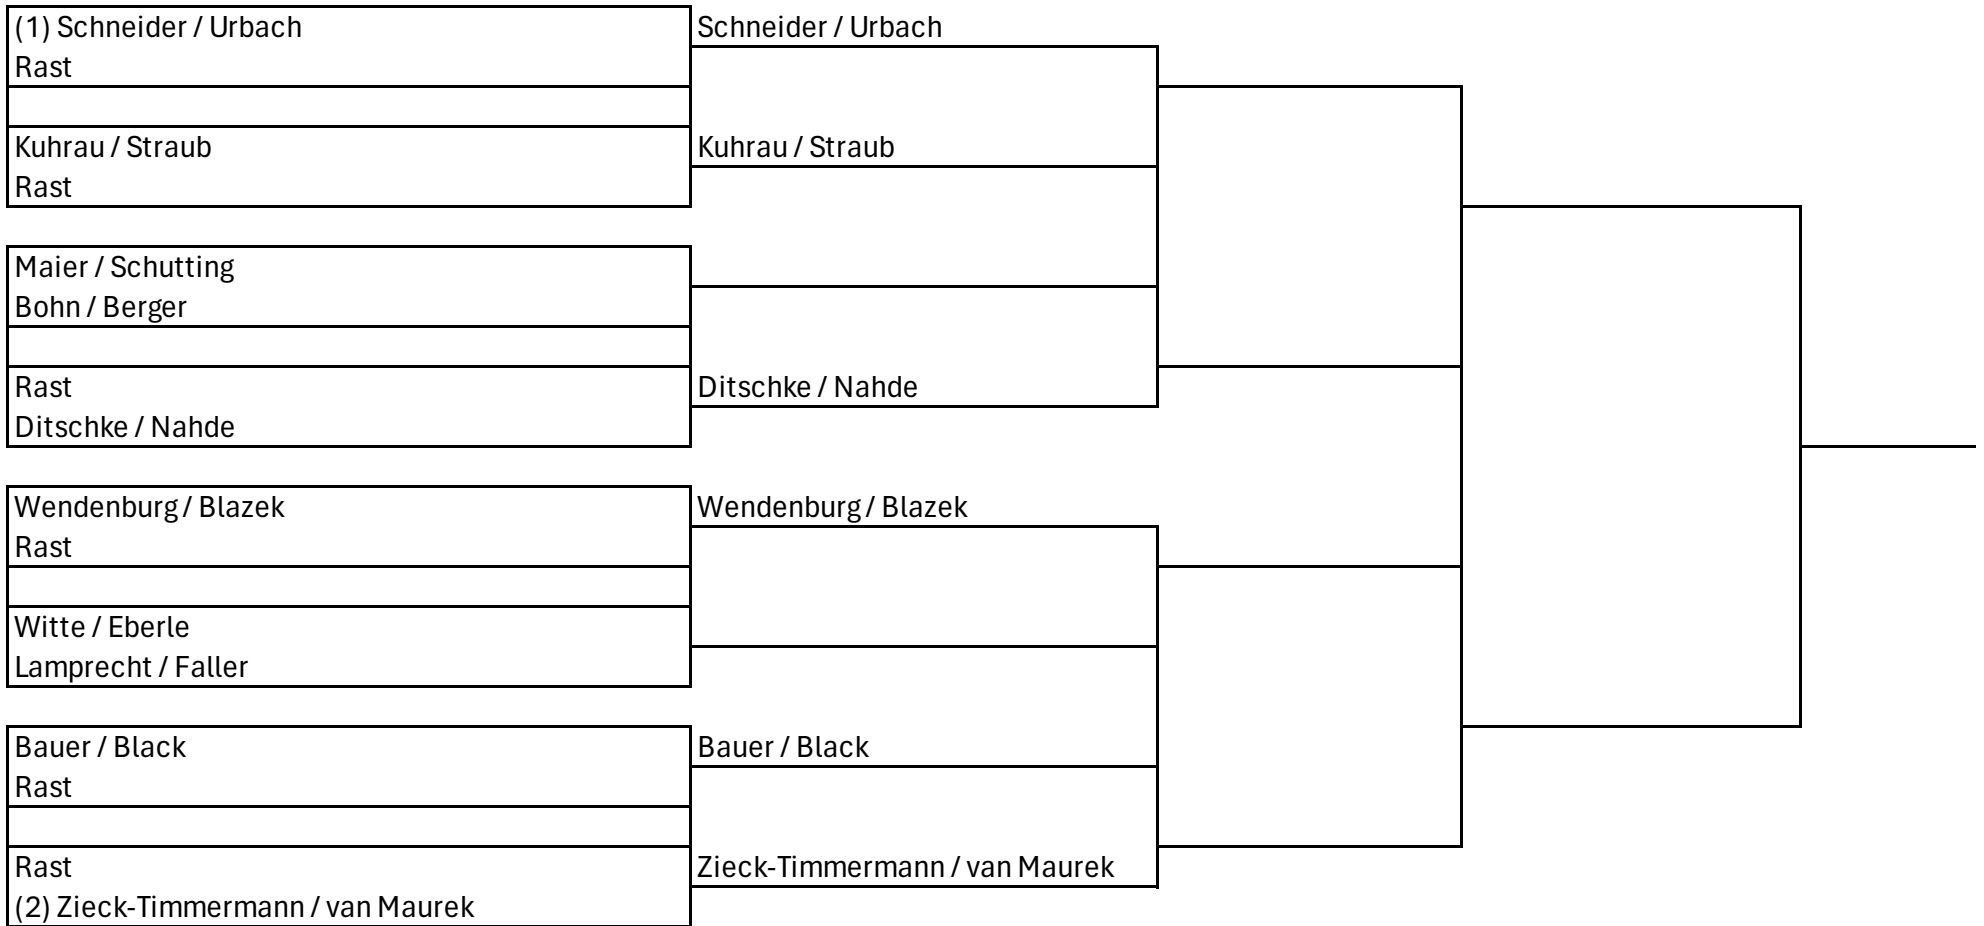 (1) Schneider / Urbach
Rast
Kuhrau / Straub
Rast
Maier / Schutting
Bohn / Berger
Rast
Ditschke / Nahde
Wendenburg / Blazek
Rast
Witte / Eberle
Lamprecht / Faller
Bauer / Black
Rast
Rast
(2) Zieck-Timmermann / van Maurek
Schneider / Urbach
Kuhrau / Straub
Ditschke / Nahde
Wendenburg / Blazek
Bauer / Black
Zieck-Timmermann / van Maurek